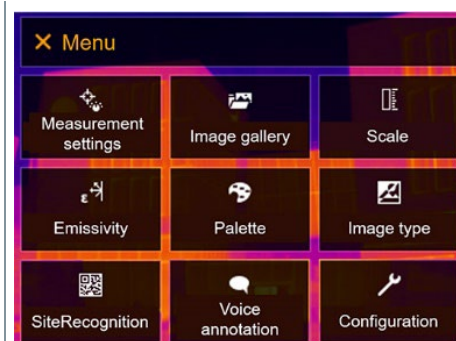 × Menu
Measurement
settings
Image gallery
Scale
ε
Emissivity
Palette
Image type
SiteRecognition
Voice
annotation
Configuration